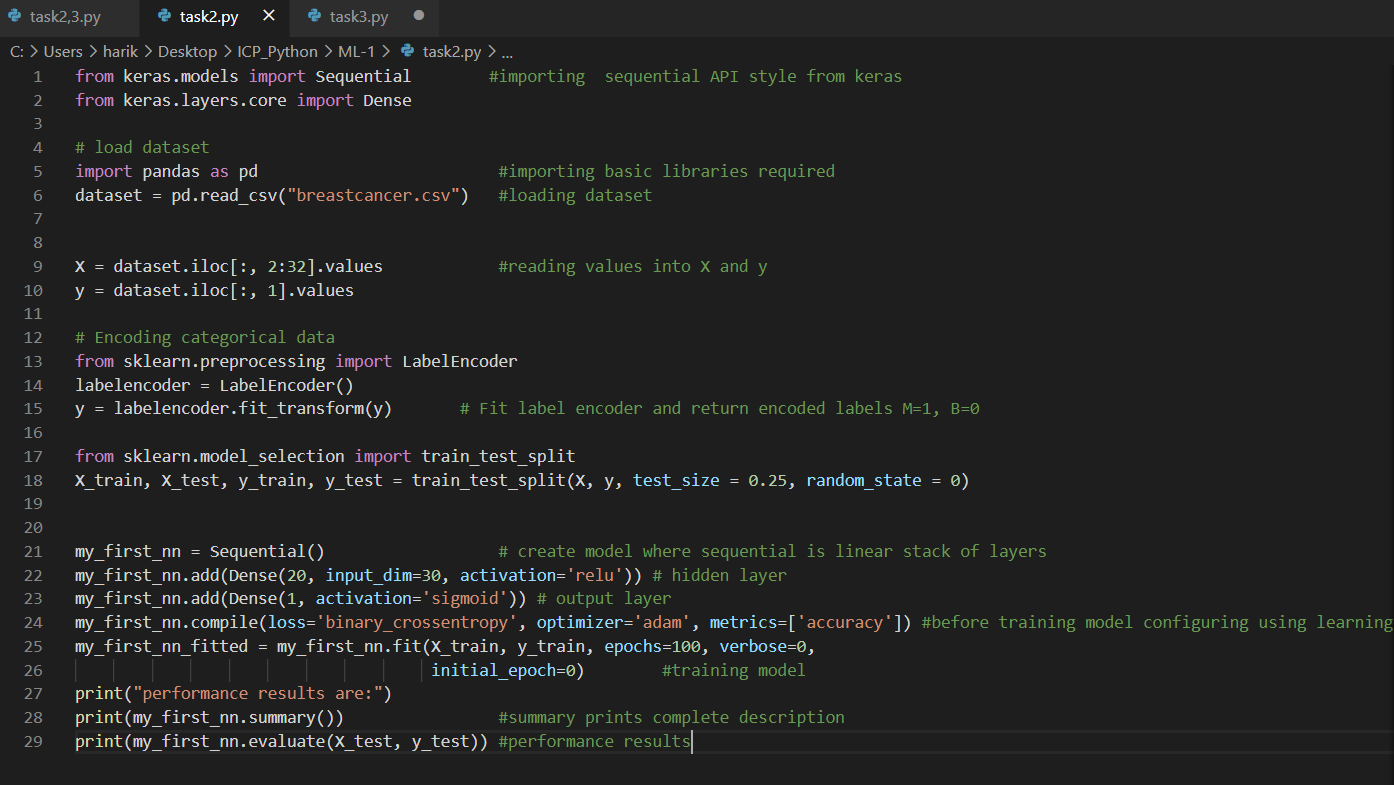 task2,3.py task2.py × task3.py ●
C: > Users > harik > Desktop > ICP_Python > ML-1 > task2.py > ...
1 from keras.models import Sequential #importing  sequential API style from keras
2 from keras.layers.core import Dense
3
4 # load dataset
5 import pandas as pd #importing basic libraries required
6 dataset = pd.read_csv("breastcancer.csv") #loading dataset
7
8
9 X = dataset.iloc[:, 2:32].values #reading values into X and y
10 y = dataset.iloc[:, 1].values
11
12 # Encoding categorical data
13 from sklearn.preprocessing import LabelEncoder
14 labelencoder = LabelEncoder()
15 y = labelencoder.fit_transform(y) # Fit label encoder and return encoded labels M=1, B=0
16
17 from sklearn.model_selection import train_test_split
18 X_train, X_test, y_train, y_test = train_test_split(X, y, test_size = 0.25, random_state = 0)
19
20
21 my_first_nn = Sequential() # create model where sequential is linear stack of layers
22 my_first_nn.add(Dense(20, input_dim=30, activation='relu')) # hidden layer
23 my_first_nn.add(Dense(1, activation='sigmoid')) # output layer
24 my_first_nn.compile(loss='binary_crossentropy', optimizer='adam', metrics=['accuracy']) #before training model configuring using learning
25 my_first_nn_fitted = my_first_nn.fit(X_train, y_train, epochs=100, verbose=0,
26 initial_epoch=0) #training model
27 print("performance results are:")
28 print(my_first_nn.summary()) #summary prints complete description
29 print(my_first_nn.evaluate(X_test, y_test)) #performance results